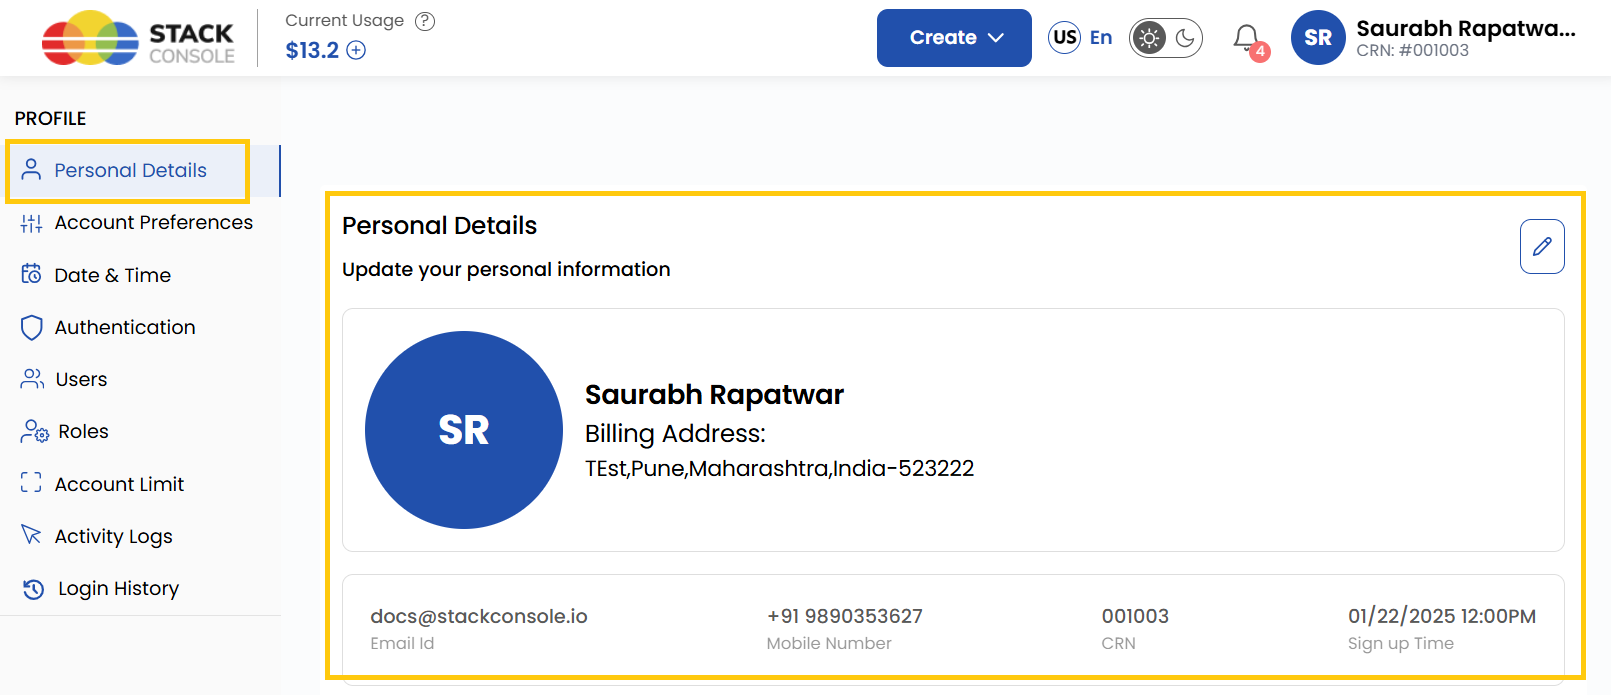 STACK
CONSOLE
Current Usage ?
$13.2
Create
US En
4
SR
Saurabh Rapatwa...
CRN: #001003
PROFILE
Personal Details
Account Preferences
Date & Time
Authentication
Users
Roles
Account Limit
Activity Logs
Login History
Personal Details
Update your personal information
SR
Saurabh Rapatwar
Billing Address:
TEst,Pune,Maharashtra,India-523222
docs@stackconsole.io
Email Id
+91 9890353627
Mobile Number
001003
CRN
01/22/2025 12:00PM
Sign up Time